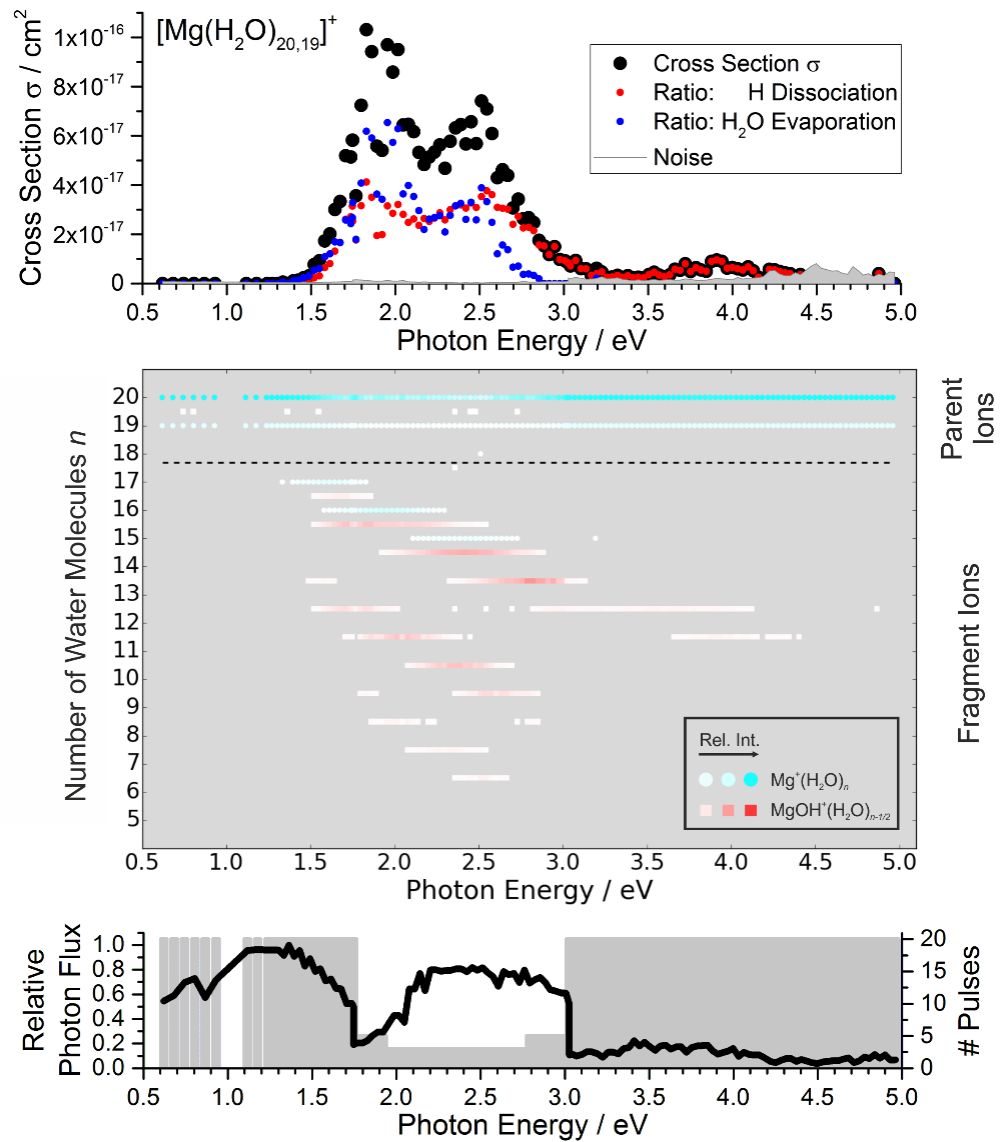 [Mg(H₂O)₂₀,₁₉]⁺
Cross Section σ / cm²
1x10⁻¹⁶
8x10⁻¹⁷
6x10⁻¹⁷
4x10⁻¹⁷
2x10⁻¹⁷
0
Cross Section σ
Ratio: H Dissociation
Ratio: H₂O Evaporation
Noise
0.5 1.0 1.5 2.0 2.5 3.0 3.5 4.0 4.5 5.0
Photon Energy / eV
Number of Water Molecules n
20
19
18
17
16
15
14
13
12
11
10
9
8
7
6
5
Parent
Ions
Fragment Ions
Rel. Int.
Mg⁺(H₂O)ₙ
MgOH⁺(H₂O)ₙ₋₁/₂
0.5 1.0 1.5 2.0 2.5 3.0 3.5 4.0 4.5 5.0
Photon Energy / eV
Relative
Photon Flux
1.0
0.8
0.6
0.4
0.2
0.0
20
15
10
5
0
# Pulses
0.5 1.0 1.5 2.0 2.5 3.0 3.5 4.0 4.5 5.0
Photon Energy / eV